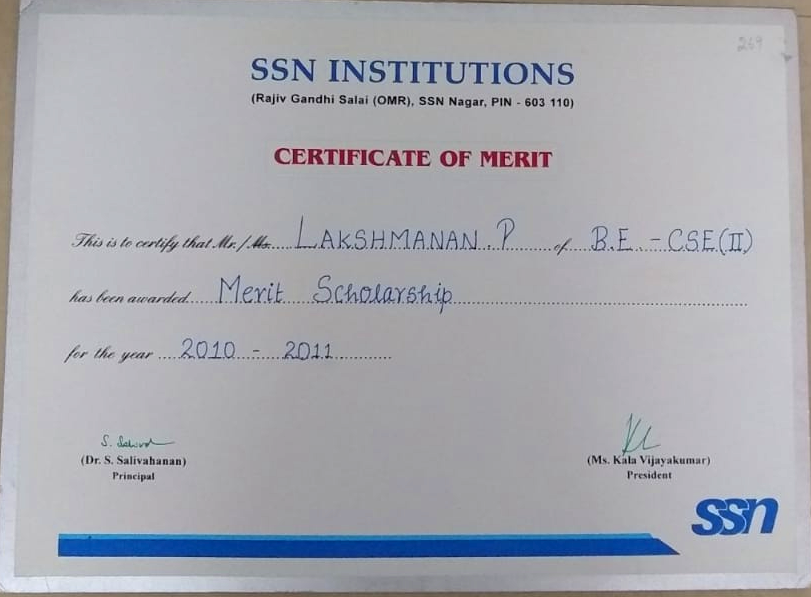 269
SSN INSTITUTIONS
(Rajiv Gandhi Salai (OMR), SSN Nagar, PIN - 603 110)
CERTIFICATE OF MERIT
This is to certify that Mr./Ms. LAKSHMANAN.P of B.E. - CSE(II)
has been awarded Merit Scholarship
for the year 2010 - 2011
(Dr. S. Salivahanan) (Ms. Kala Vijayakumar)
Principal President
ssn